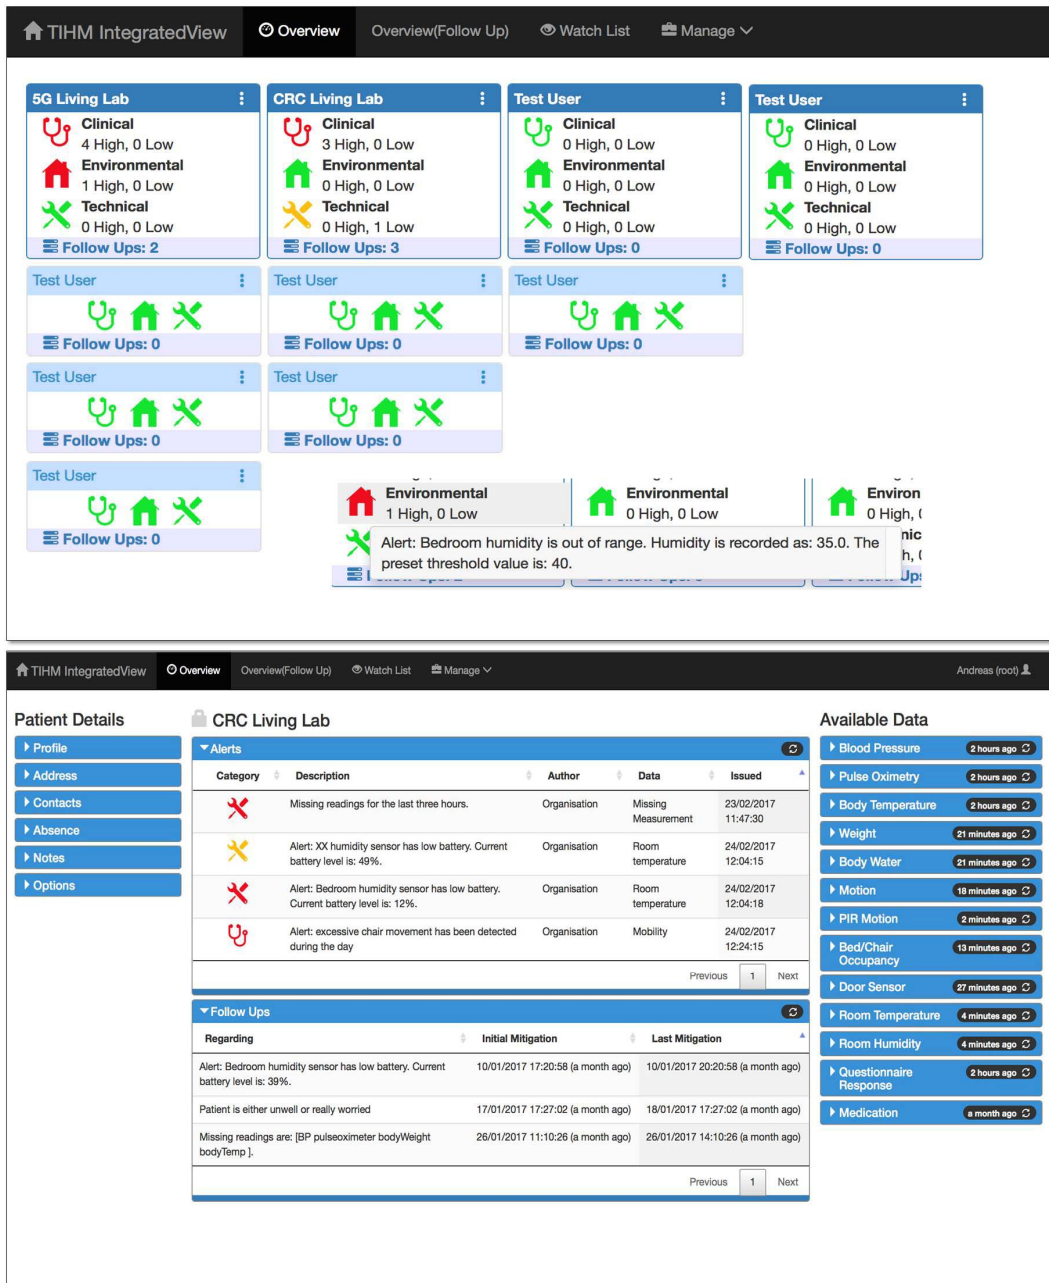 TIHM IntegratedView Overview Overview(Follow Up) Watch List Manage
5G Living Lab
Clinical
4 High, 0 Low
Environmental
1 High, 0 Low
Technical
0 High, 0 Low
Follow Ups: 2
CRC Living Lab
Clinical
3 High, 0 Low
Environmental
0 High, 0 Low
Technical
0 High, 1 Low
Follow Ups: 3
Test User
Clinical
0 High, 0 Low
Environmental
0 High, 0 Low
Technical
0 High, 0 Low
Follow Ups: 0
Test User
Clinical
0 High, 0 Low
Environmental
0 High, 0 Low
Technical
0 High, 0 Low
Follow Ups: 0
Test User
Follow Ups: 0
Test User
Follow Ups: 0
Test User
Follow Ups: 0
Test User
Follow Ups: 0
Test User
Follow Ups: 0
Test User
Follow Ups: 0
Environmental
1 High, 0 Low
Environmental
0 High, 0 Low
Environ
0 High, (
nic
h, (
Ups
Alert: Bedroom humidity is out of range. Humidity is recorded as: 35.0. The
preset threshold value is: 40.
TIHM IntegratedView Overview Overview(Follow Up) Watch List Manage Andreas (root)
Patient Details
Profile
Address
Contacts
Absence
Notes
Options
CRC Living Lab
Alerts
Category Description Author Data Issued
Missing readings for the last three hours. Organisation Missing 23/02/2017
Measurement 11:47:30
Alert: XX humidity sensor has low battery. Current Organisation Room 24/02/2017
battery level is: 49%. temperature 12:04:15
Alert: Bedroom humidity sensor has low battery. Organisation Room 24/02/2017
Current battery level is: 12%. temperature 12:04:18
Alert: excessive chair movement has been detected Organisation Mobility 24/02/2017
during the day 12:24:15
Previous 1 Next
Follow Ups
Regarding Initial Mitigation Last Mitigation
Alert: Bedroom humidity sensor has low battery. Current 10/01/2017 17:20:58 (a month ago) 10/01/2017 20:20:58 (a month ago)
battery level is: 39%.
Patient is either unwell or really worried 17/01/2017 17:27:02 (a month ago) 18/01/2017 17:27:02 (a month ago)
Missing readings are: [BP pulseoximeter bodyWeight 26/01/2017 11:10:26 (a month ago) 26/01/2017 14:10:26 (a month ago)
bodyTemp ].
Previous 1 Next
Available Data
Blood Pressure 2 hours ago
Pulse Oximetry 2 hours ago
Body Temperature 2 hours ago
Weight 21 minutes ago
Body Water 21 minutes ago
Motion 18 minutes ago
PIR Motion 2 minutes ago
Bed/Chair 13 minutes ago
Occupancy
Door Sensor 27 minutes ago
Room Temperature 4 minutes ago
Room Humidity 4 minutes ago
Questionnaire 2 hours ago
Response
Medication a month ago